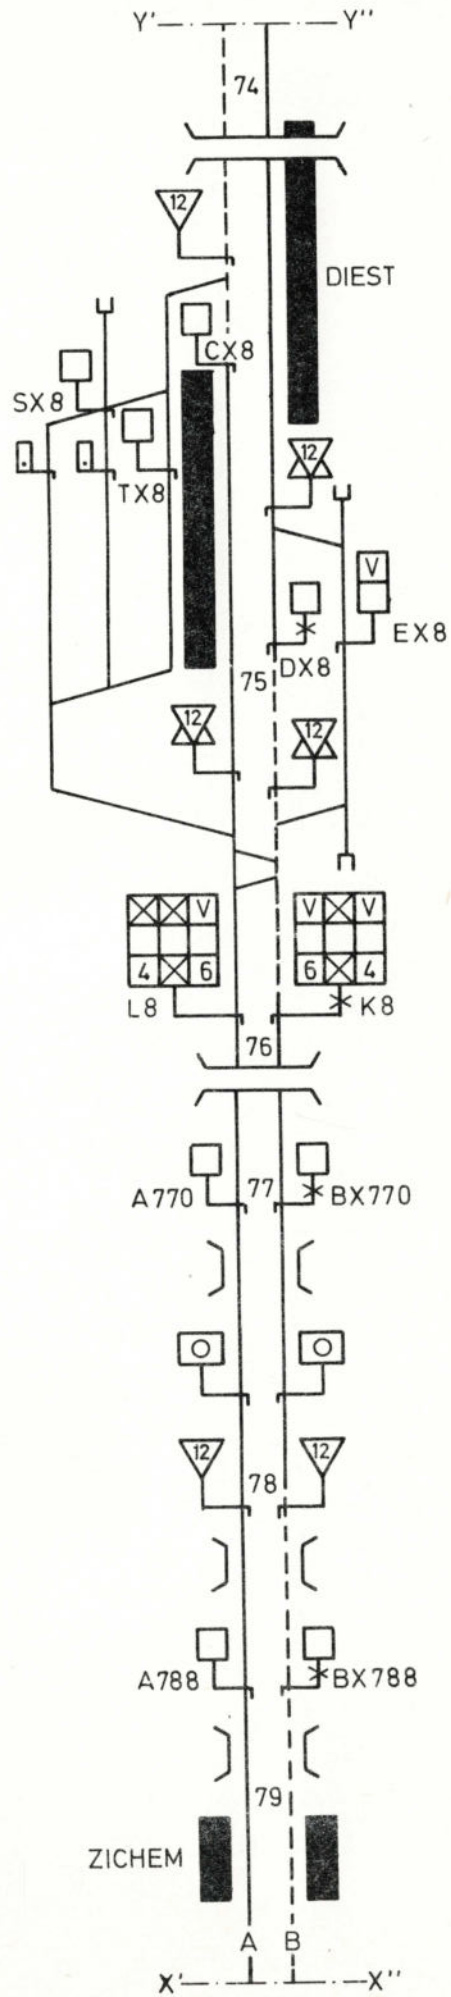 Y' Y''
74
12
DIEST
CX8
SX8
12
TX8
V
EX8
DX8
75
12 12
V V V
4 6 6 4
L8 K8
76
A770 77 BX770
12 12
78
A788 BX788
79
ZICHEM
A B
X' X''